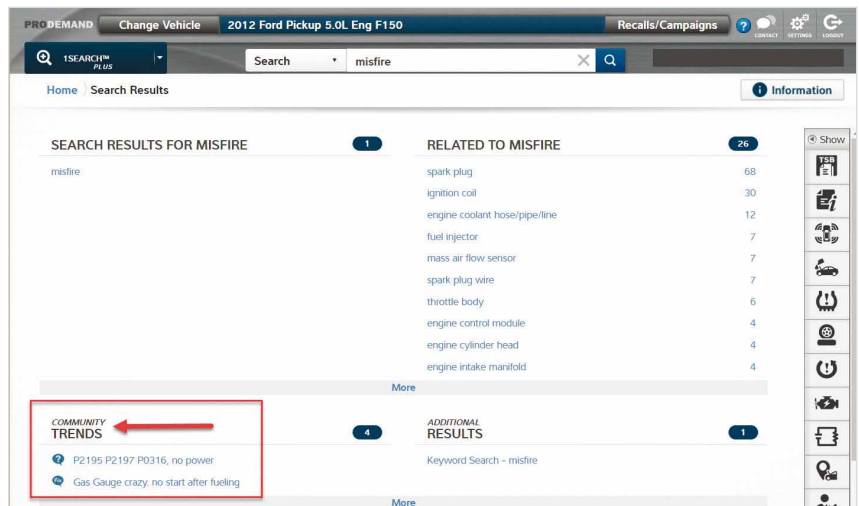 PRODEMAND Change Vehicle 2012 Ford Pickup 5.0L Eng F150 Recalls/Campaigns ? CONTACT SETTINGS LOGOUT
1SEARCH™ PLUS Search misfire
Home Search Results Information
SEARCH RESULTS FOR MISFIRE 1
misfire
RELATED TO MISFIRE 26
spark plug 68
ignition coil 30
engine coolant hose/pipe/line 12
fuel injector 7
mass air flow sensor 7
spark plug wire 7
throttle body 6
engine control module 4
engine cylinder head 4
engine intake manifold 4
More
COMMUNITY
TRENDS 4
P2195 P2197 P0316, no power
Gas Gauge crazy. no start after fueling
ADDITIONAL
RESULTS 1
Keyword Search - misfire
More
Show
TSB